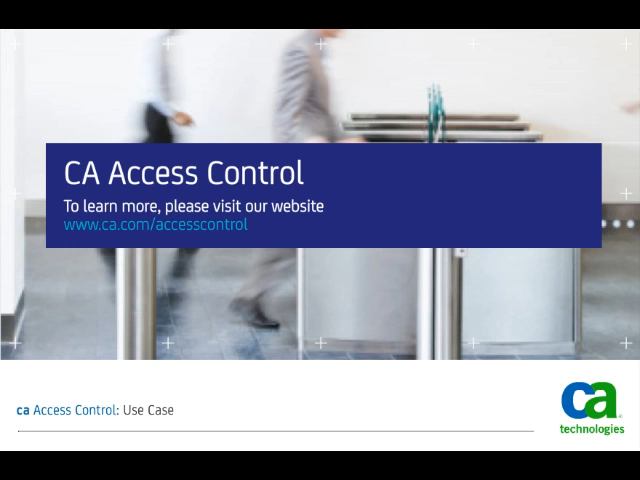 CA Access Control
To learn more, please visit our website
www.ca.com/accesscontrol
ca Access Control: Use Case
ca
technologies